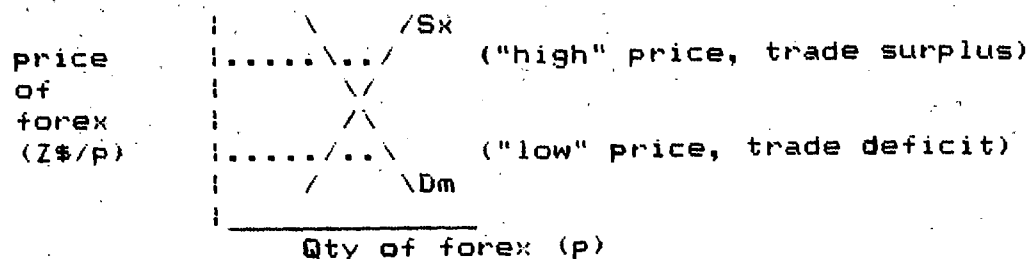 /Sx
price ("high" price, trade surplus)
of
forex
(Z$/p) ("low" price, trade deficit)
\Dm
Qty of forex (p)